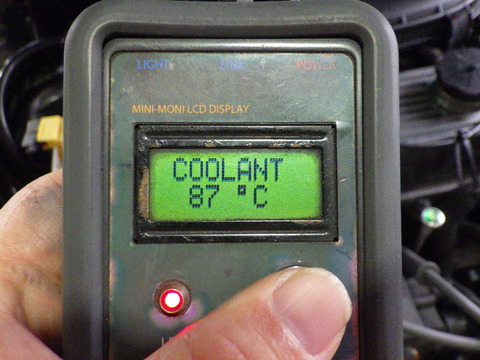 LIGHT LINK POWER
MINI-MONI LCD DISPLAY
COOLANT
87 °C